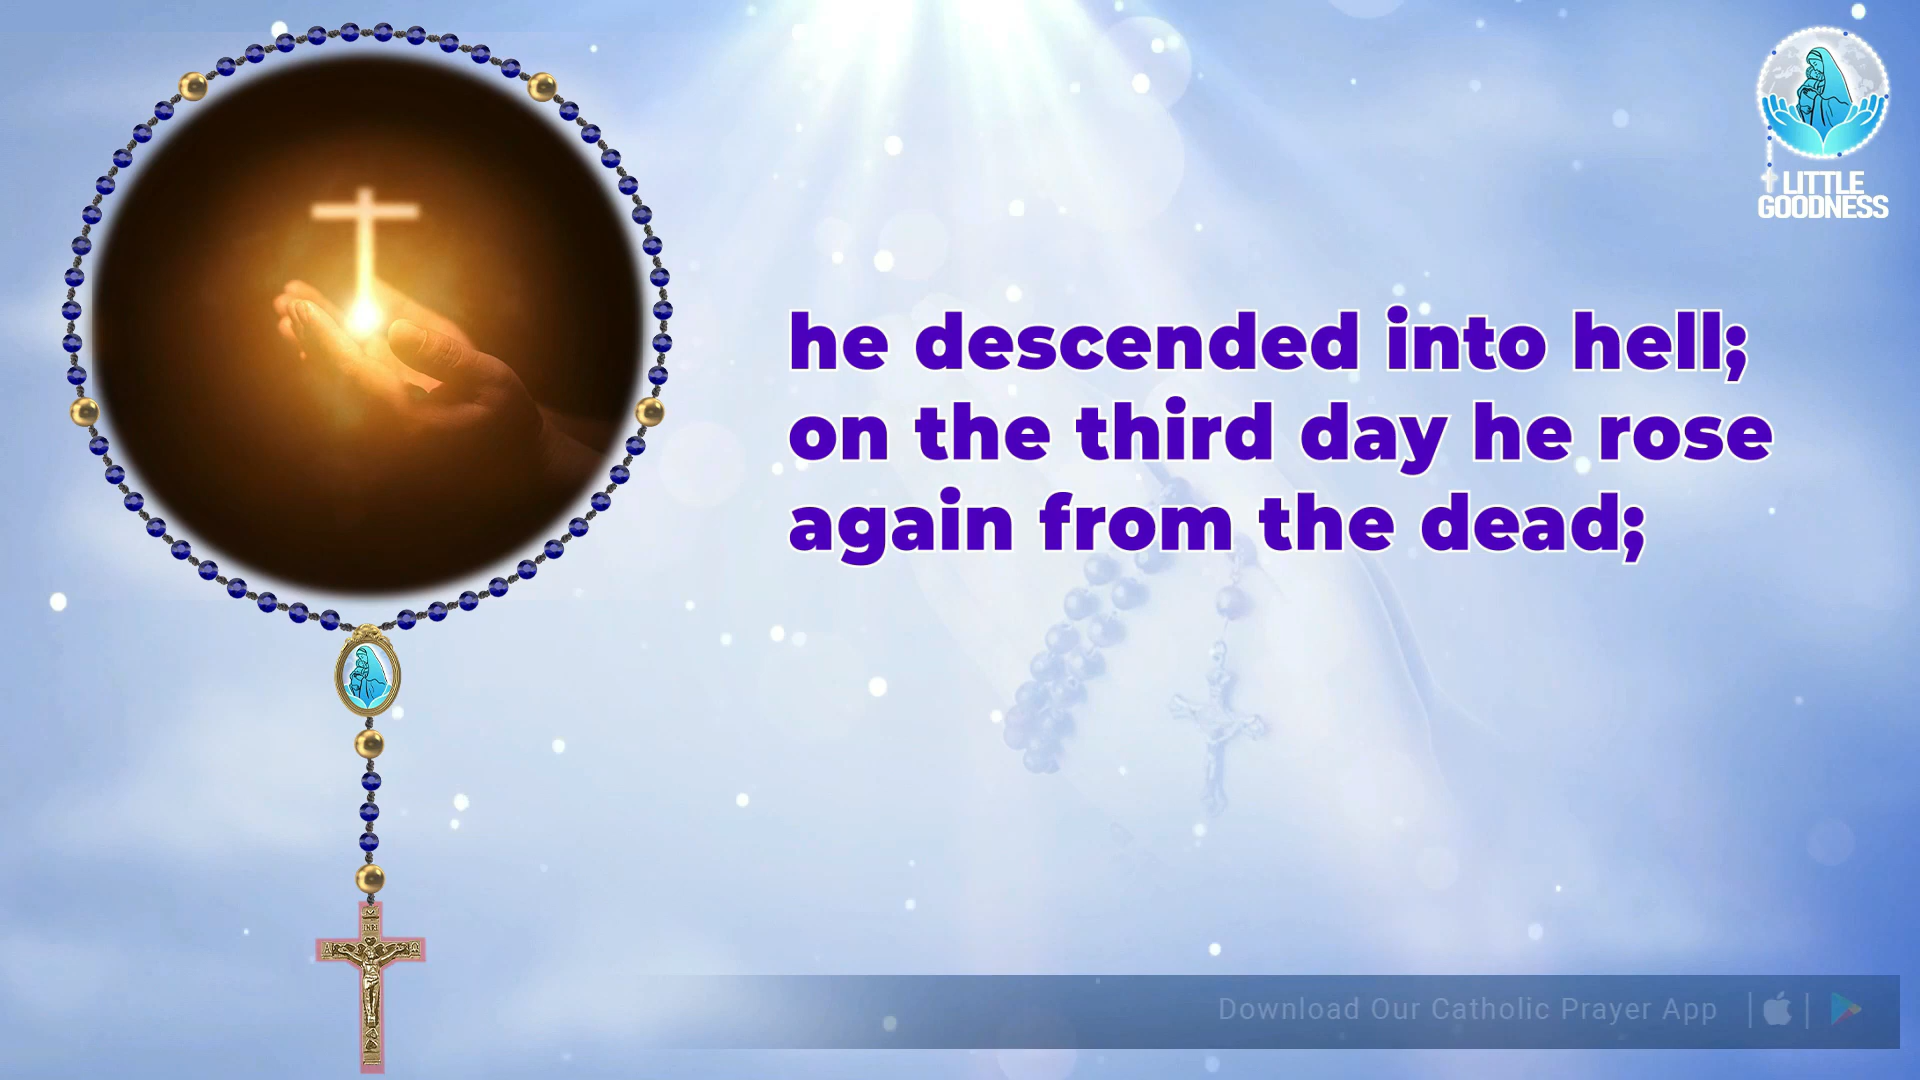 LITTLE
GOODNESS
he descended into hell;
on the third day he rose
again from the dead;
INRI
Download Our Catholic Prayer App